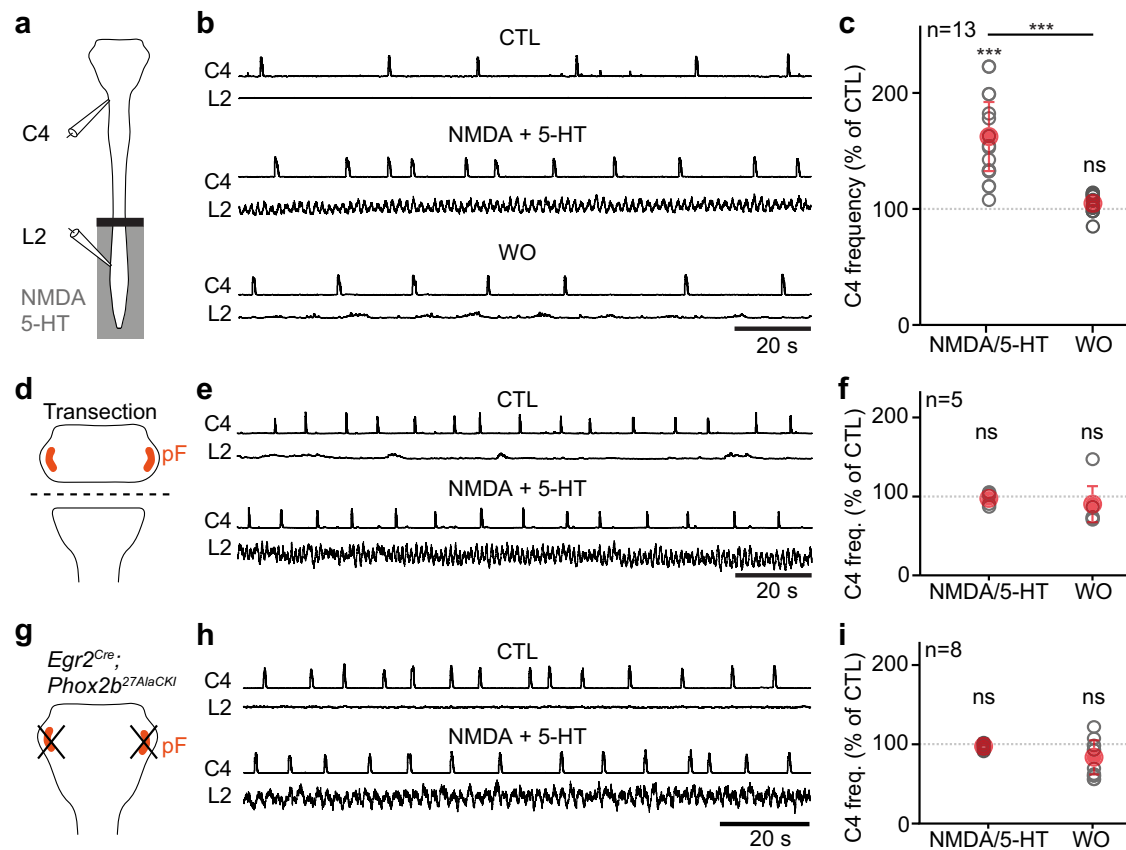 a
C4
L2
NMDA
5-HT
b
CTL
C4
L2
NMDA + 5-HT
C4
L2
WO
C4
L2
20 s
c
n=13
***
***
ns
C4 frequency (% of CTL)
200
100
0
NMDA/5-HT WO
d
Transection
pF
e
CTL
C4
L2
NMDA + 5-HT
C4
L2
20 s
f
n=5
ns ns
C4 freq. (% of CTL)
200
100
0
NMDA/5-HT WO
g
Egr2Cre;
Phox2b27AlaCKI
pF
h
CTL
C4
L2
NMDA + 5-HT
C4
L2
20 s
i
n=8
ns ns
C4 freq. (% of CTL)
200
100
0
NMDA/5-HT WO